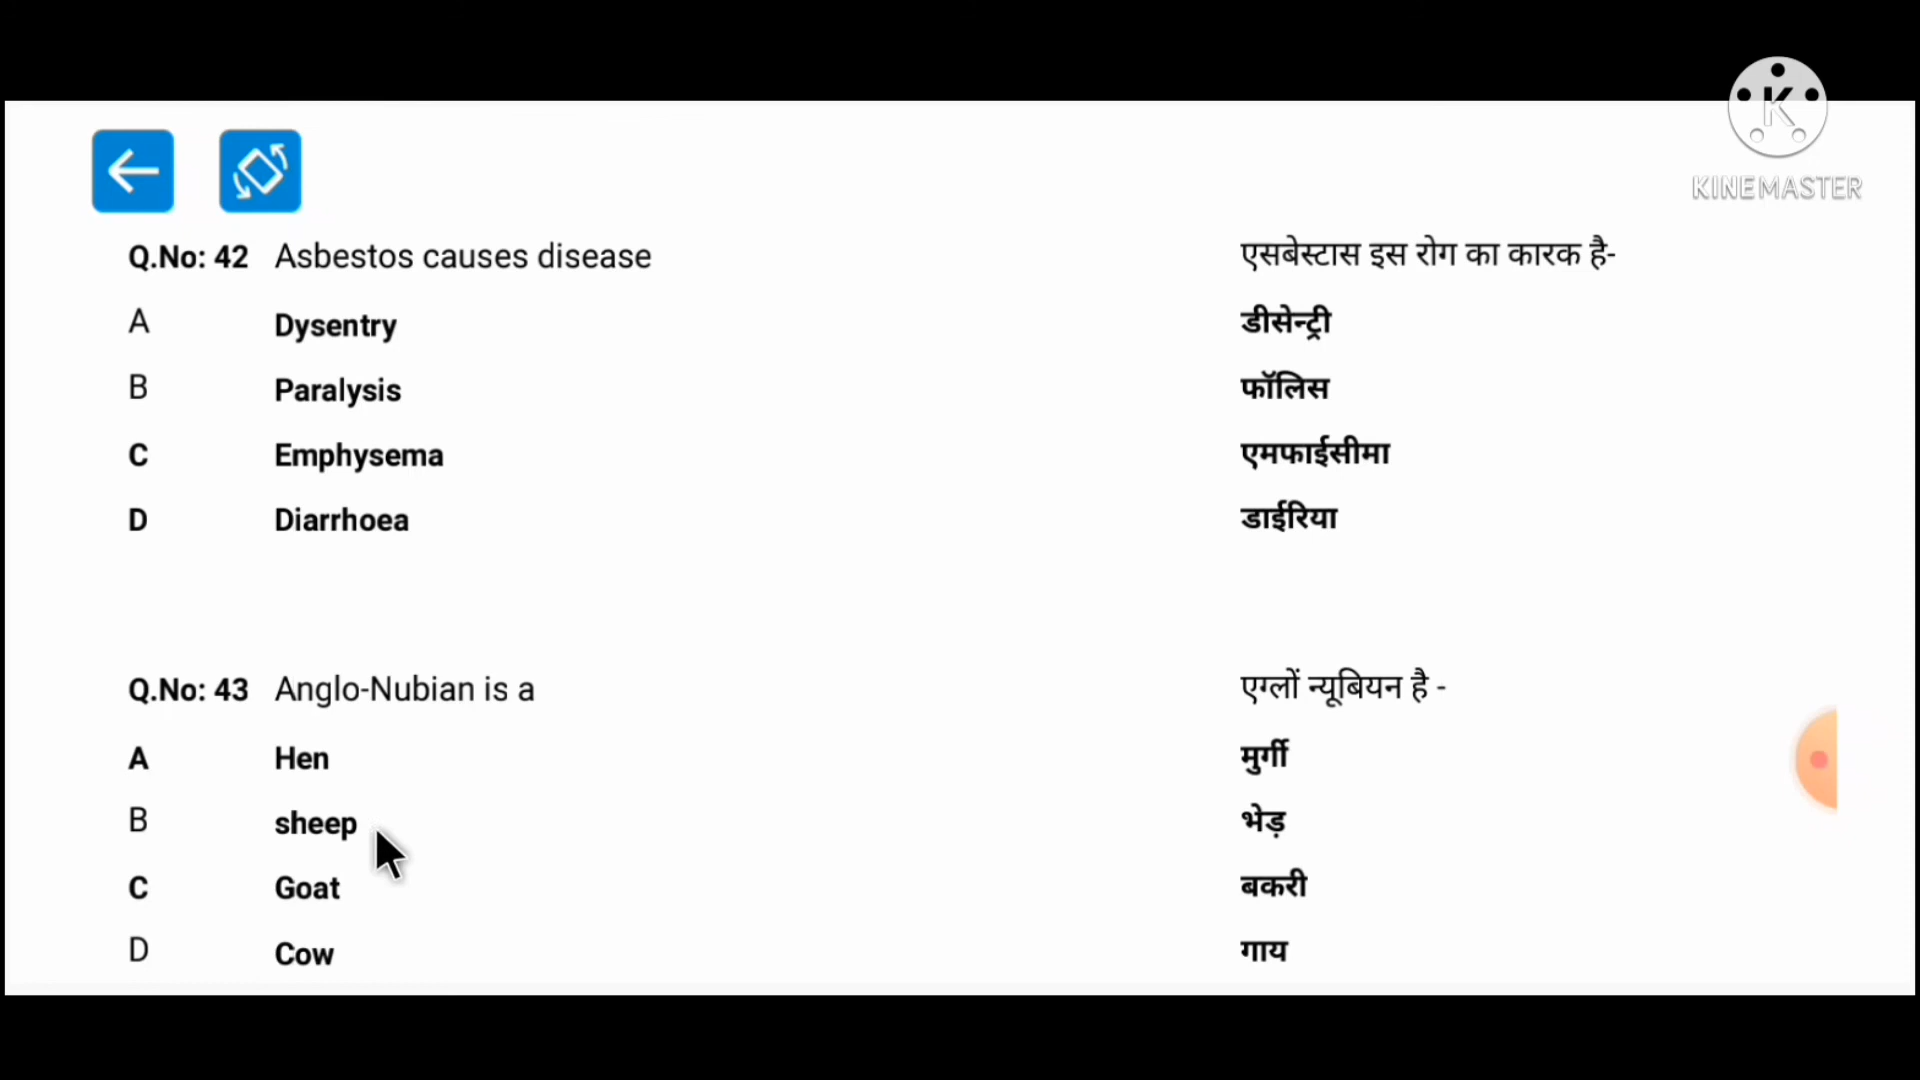 K
KINEMASTER
Q.No: 42 Asbestos causes disease एसबेस्टास इस रोग का कारक है-
A Dysentry डीसेन्ट्री
B Paralysis फॉलिस
C Emphysema एमफाईसीमा
D Diarrhoea डाईरिया
Q.No: 43 Anglo-Nubian is a एग्लों न्यूबियन है -
A Hen मुर्गी
B sheep भेड़
C Goat बकरी
D Cow गाय